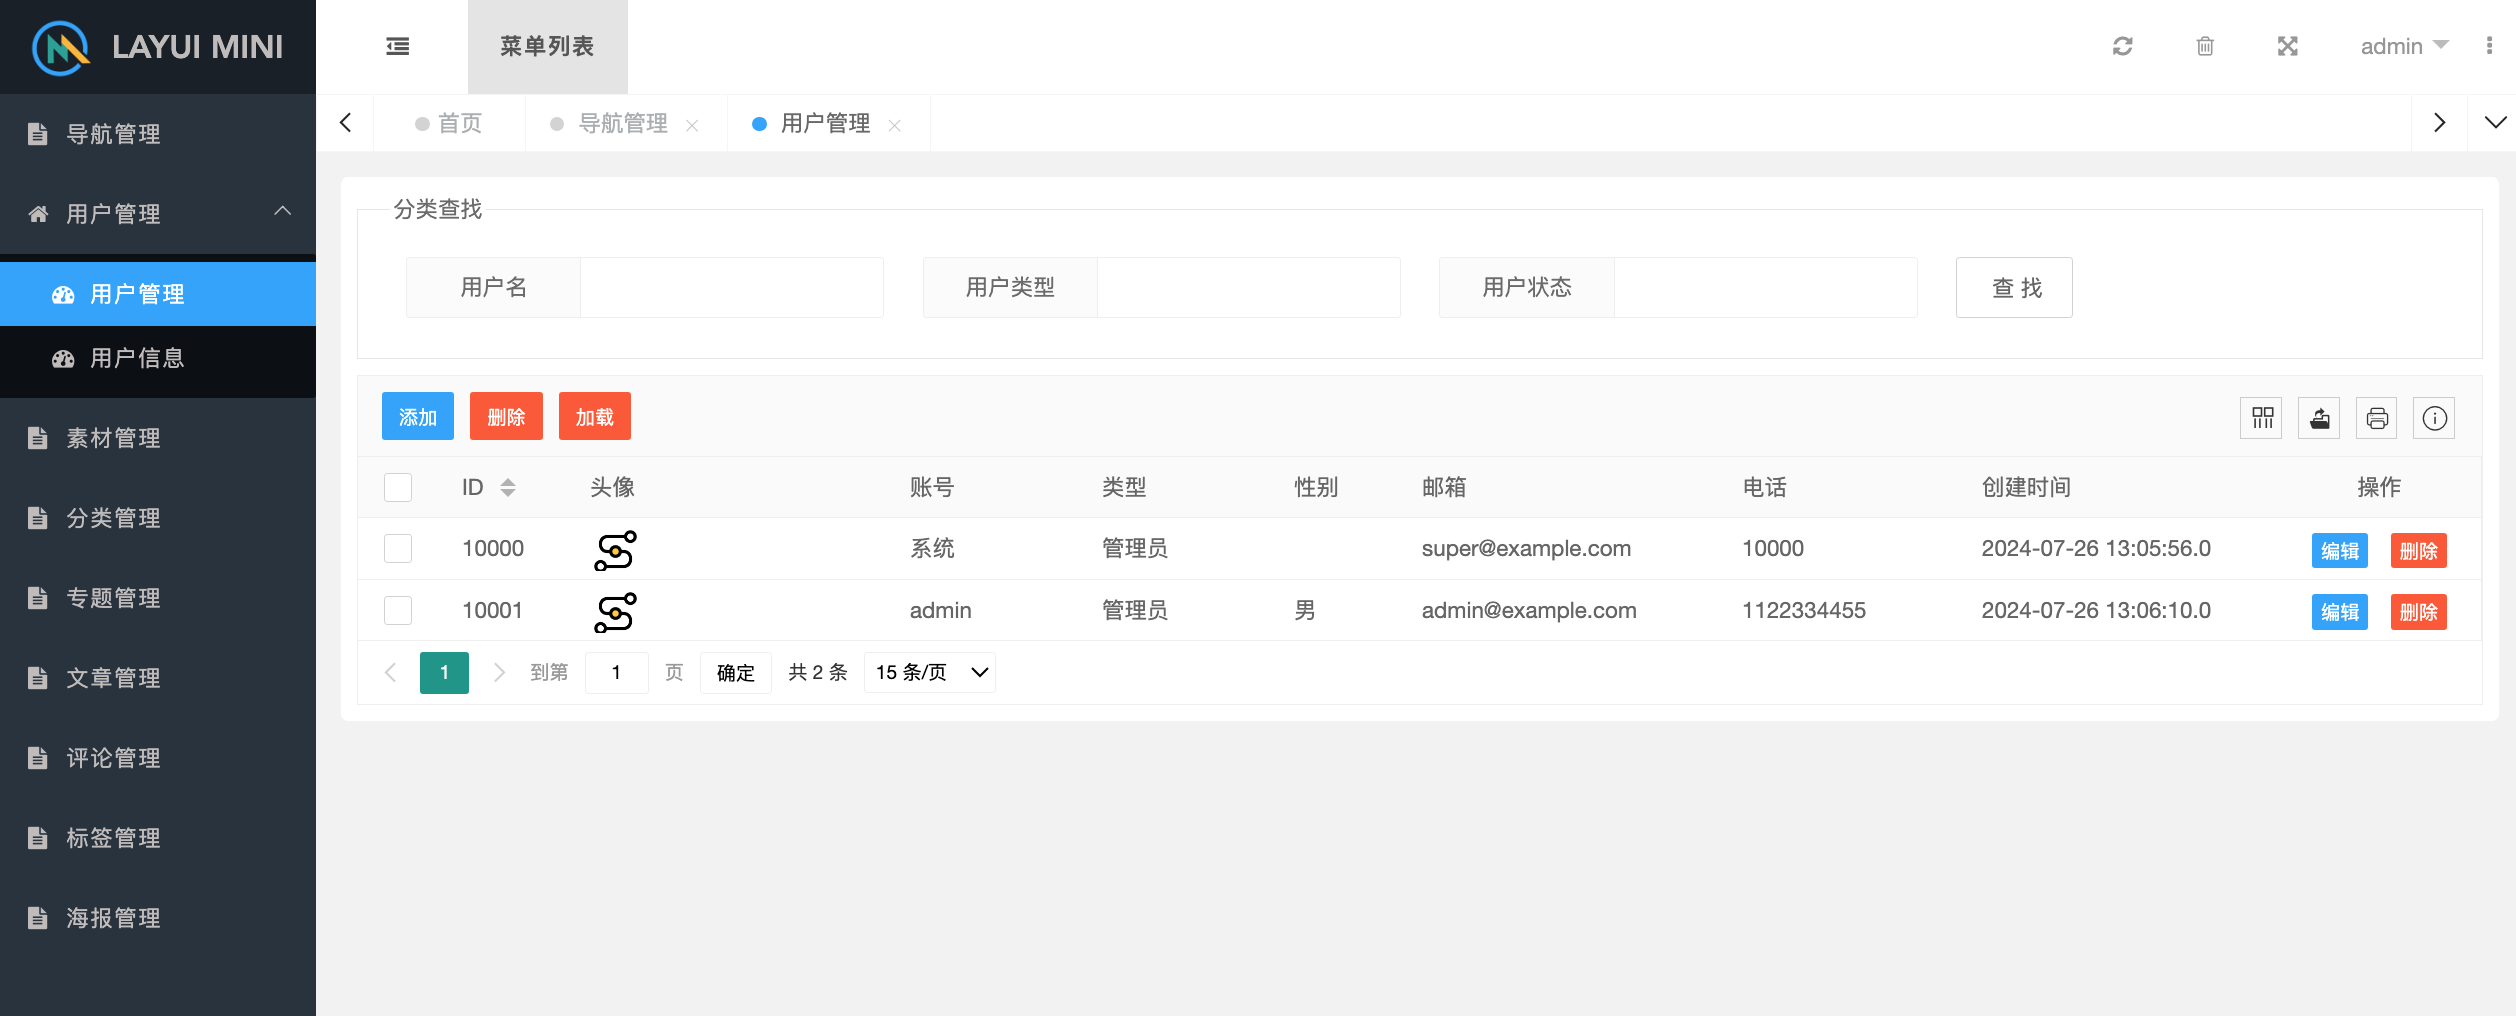 LAYUI MINI
菜单列表
admin
导航管理
用户管理
用户管理
用户信息
素材管理
分类管理
专题管理
文章管理
评论管理
标签管理
海报管理
首页
导航管理
用户管理
分类查找
用户名
用户类型
用户状态
查 找
添加 删除 加载
ID 头像 账号 类型 性别 邮箱 电话 创建时间 操作
10000 系统 管理员 super@example.com 10000 2024-07-26 13:05:56.0 编辑 删除
10001 admin 管理员 男 admin@example.com 1122334455 2024-07-26 13:06:10.0 编辑 删除
1 到第 1 页 确定 共 2 条 15 条/页